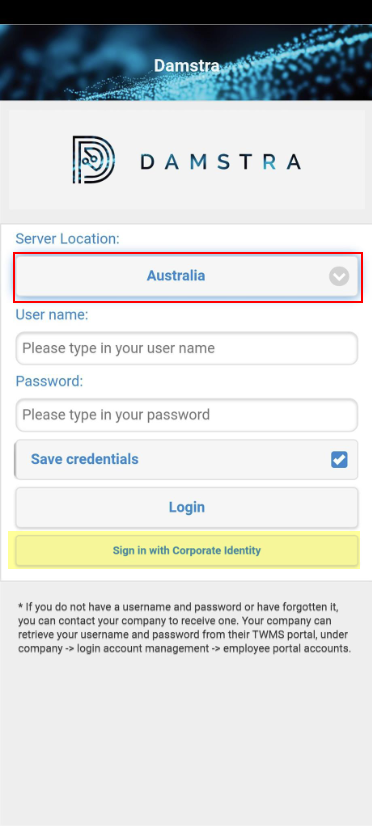 Damstra
DAMSTRA
Server Location:
Australia
User name:
Please type in your user name
Password:
Please type in your password
Save credentials
Login
Sign in with Corporate Identity
* If you do not have a username and password or have forgotten it,
you can contact your company to receive one. Your company can
retrieve your username and password from their TWMS portal, under
company -> login account management -> employee portal accounts.